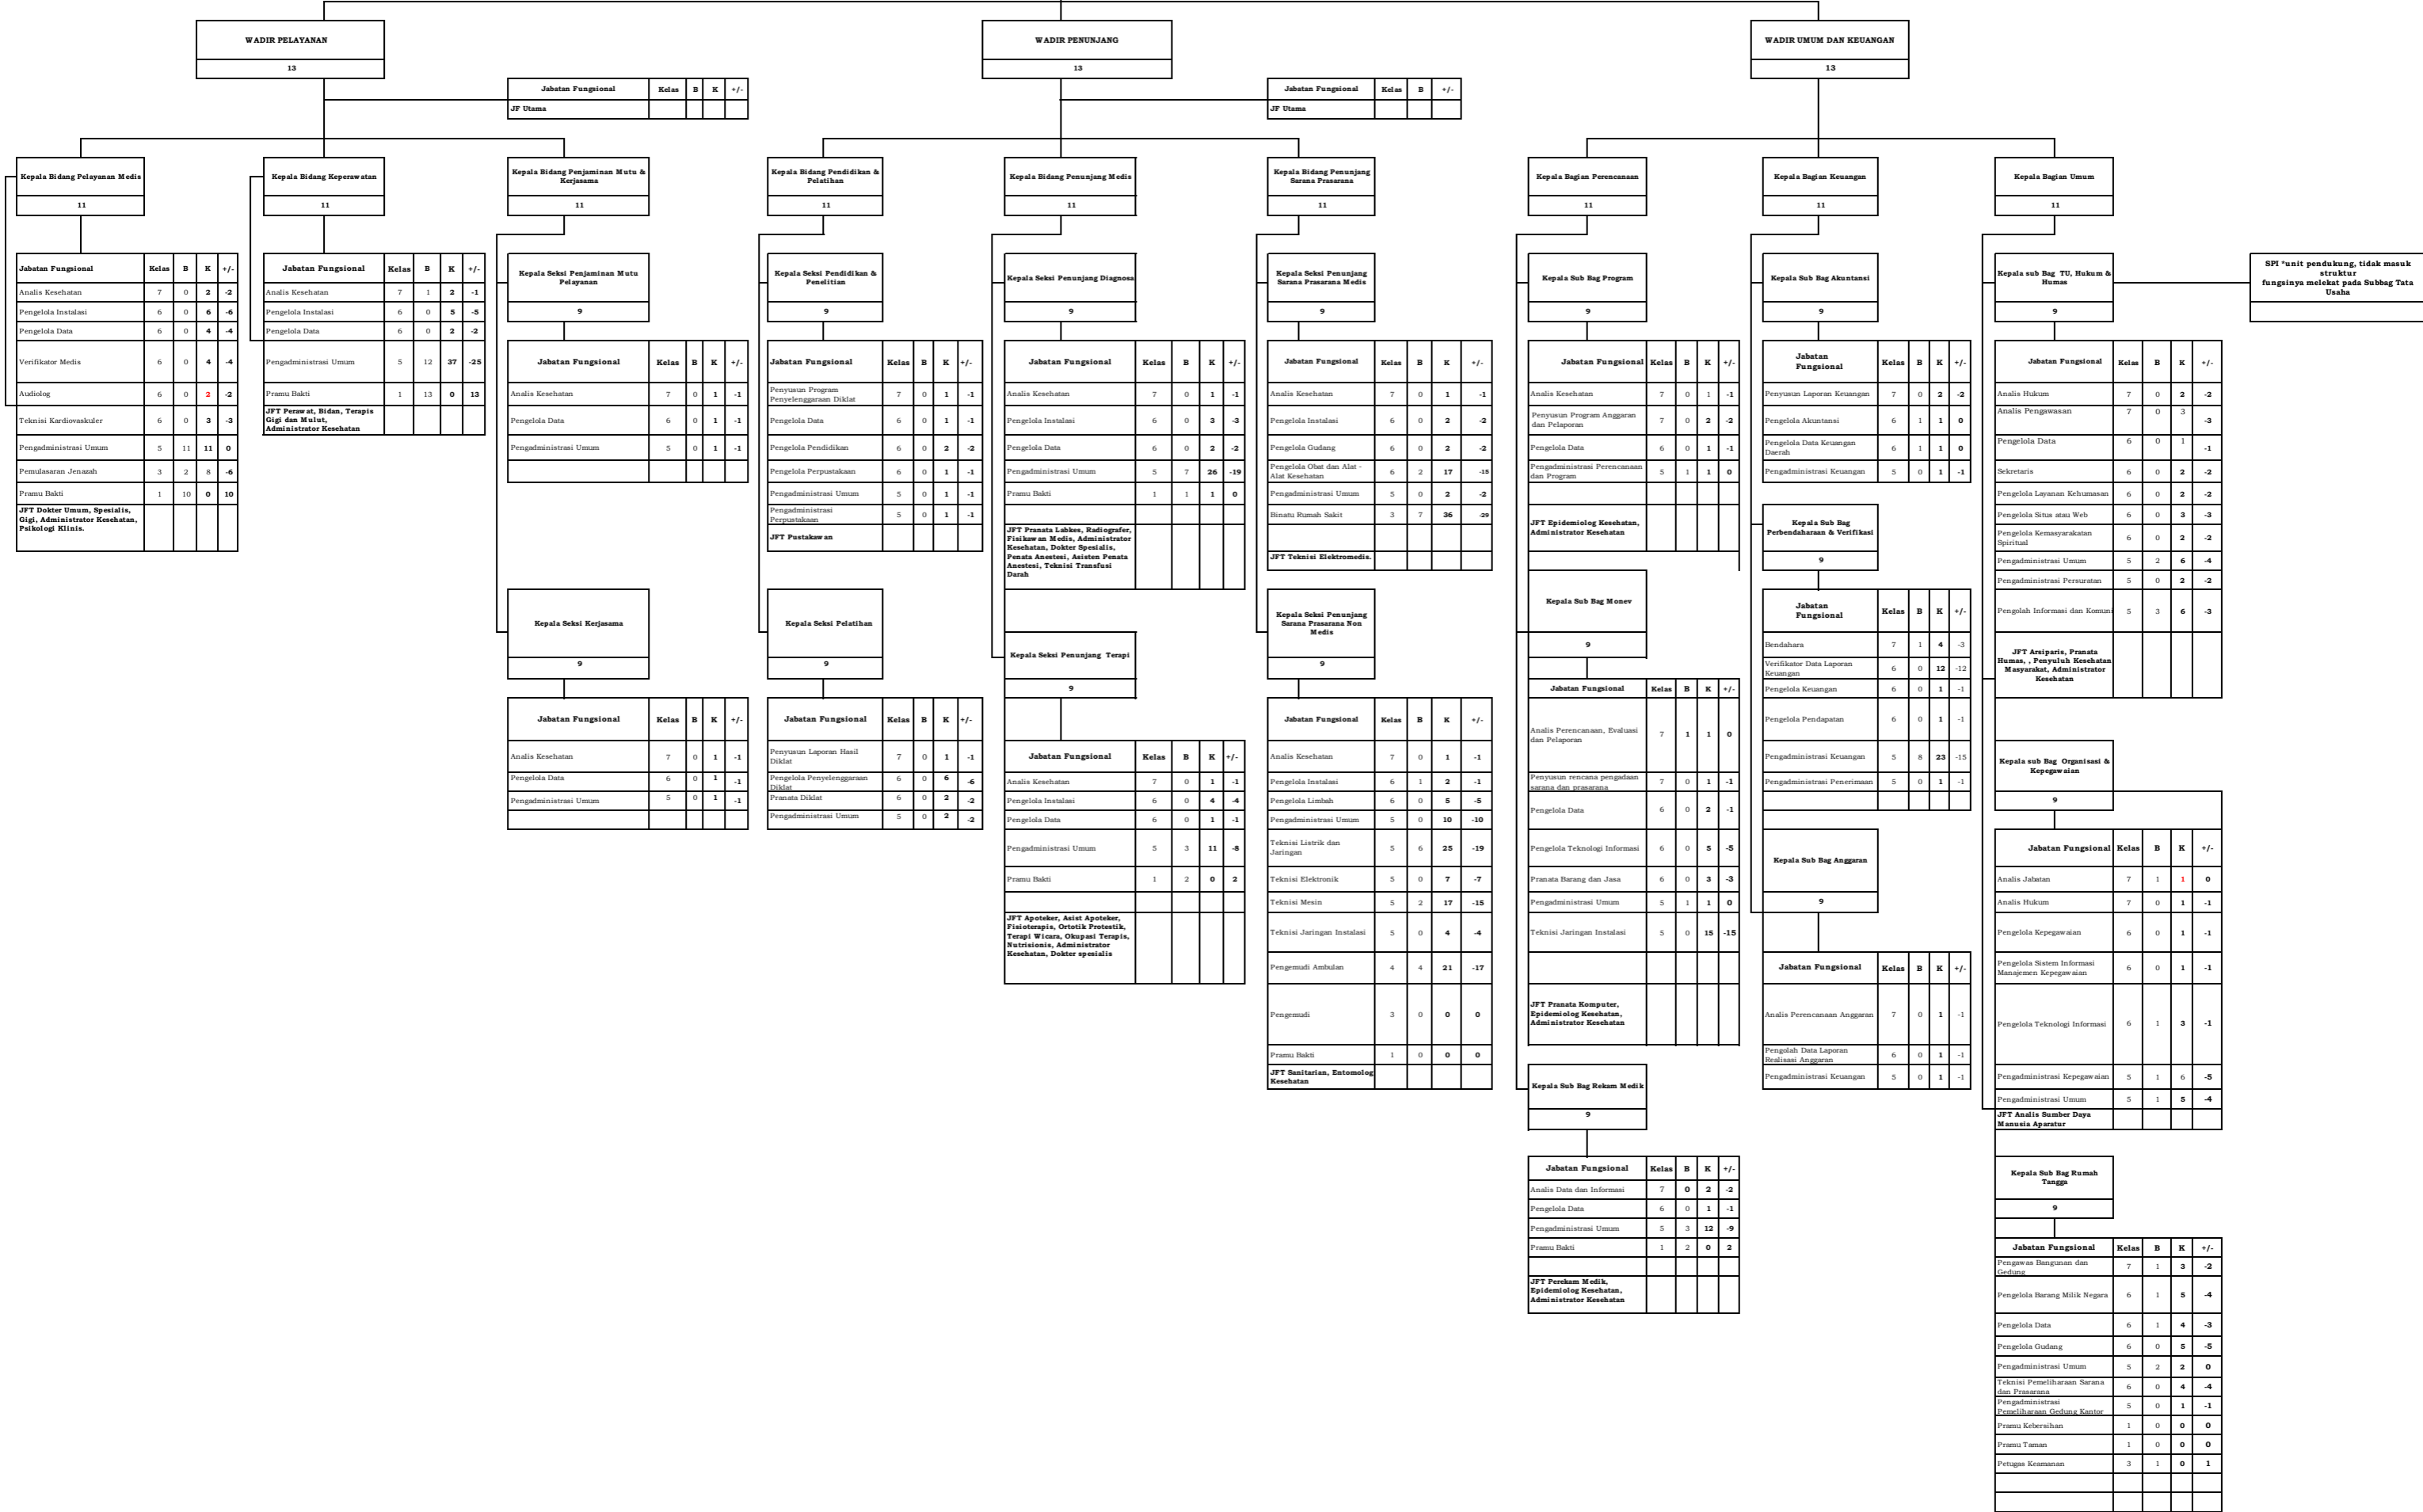 WADIR PELAYANAN
13
WADIR PENUNJANG
13
WADIR UMUM DAN KEUANGAN
13
Jabatan Fungsional Kelas B K +/-
JF Utama
Jabatan Fungsional Kelas B +/-
JF Utama
Kepala Bidang Pelayanan Medis
11
Jabatan Fungsional Kelas B K +/-
Analis Kesehatan 7 0 2 -2
Pengelola Instalasi 6 0 6 -6
Pengelola Data 6 0 4 -4
Verifikator Medis 6 0 4 -4
Audiolog 6 0 2 -2
Teknisi Kardiovaskuler 6 0 3 -3
Pengadministrasi Umum 5 11 11 0
Pemulasaran Jenazah 3 2 8 -6
Pramu Bakti 1 10 0 10
JFT Dokter Umum, Spesialis,
Gigi, Administrator Kesehatan,
Psikologi Klinis.
Kepala Bidang Keperawatan
11
Jabatan Fungsional Kelas B K +/-
Analis Kesehatan 7 1 2 -1
Pengelola Instalasi 6 0 5 -5
Pengelola Data 6 0 2 -2
Pengadministrasi Umum 5 12 37 -25
Pramu Bakti 1 13 0 13
JFT Perawat, Bidan, Terapis
Gigi dan Mulut,
Administrator Kesehatan
Kepala Bidang Penjaminan Mutu &
Kerjasama
11
Kepala Seksi Penjaminan Mutu
Pelayanan
9
Jabatan Fungsional Kelas B K +/-
Analis Kesehatan 7 0 1 -1
Pengelola Data 6 0 1 -1
Pengadministrasi Umum 5 0 1 -1
Kepala Seksi Kerjasama
9
Jabatan Fungsional Kelas B K +/-
Analis Kesehatan 7 0 1 -1
Pengelola Data 6 0 1 -1
Pengadministrasi Umum 5 0 1 -1
Kepala Bidang Pendidikan &
Pelatihan
11
Kepala Seksi Pendidikan &
Penelitian
9
Jabatan Fungsional Kelas B K +/-
Penyusun Program
Penyelenggaraan Diklat 7 0 1 -1
Pengelola Data 6 0 1 -1
Pengelola Pendidikan 6 0 2 -2
Pengelola Perpustakaan 6 0 1 -1
Pengadministrasi Umum 5 0 1 -1
Pengadministrasi
Perpustakaan 5 0 1 -1
JFT Pustakawan
Kepala Seksi Pelatihan
9
Jabatan Fungsional Kelas B K +/-
Penyusun Laporan Hasil
Diklat 7 0 1 -1
Pengelola Penyelenggaraan
Diklat 6 0 6 -6
Pranata Diklat 6 0 2 -2
Pengadministrasi Umum 5 0 2 -2
Kepala Bidang Penunjang Medis
11
Kepala Seksi Penunjang Diagnosa
9
Jabatan Fungsional Kelas B K +/-
Analis Kesehatan 7 0 1 -1
Pengelola Instalasi 6 0 3 -3
Pengelola Data 6 0 2 -2
Pengadministrasi Umum 5 7 26 -19
Pramu Bakti 1 1 1 0
JFT Pranata Labkes, Radiografer,
Fisikawan Medis, Administrator
Kesehatan, Dokter Spesialis,
Penata Anestesi, Asisten Penata
Anestesi, Teknisi Transfusi
Darah
Kepala Seksi Penunjang Terapi
9
Jabatan Fungsional Kelas B K +/-
Analis Kesehatan 7 0 1 -1
Pengelola Instalasi 6 0 4 -4
Pengelola Data 6 0 1 -1
Pengadministrasi Umum 5 3 11 -8
Pramu Bakti 1 2 0 2
JFT Apoteker, Asist Apoteker,
Fisioterapis, Ortotik Protestik,
Terapi Wicara, Okupasi Terapis,
Nutrisionis, Administrator
Kesehatan, Dokter spesialis
Kepala Bidang Penunjang
Sarana Prasarana
11
Kepala Seksi Penunjang
Sarana Prasarana Medis
9
Jabatan Fungsional Kelas B K +/-
Analis Kesehatan 7 0 1 -1
Pengelola Instalasi 6 0 2 -2
Pengelola Gudang 6 0 2 -2
Pengelola Obat dan Alat -
Alat Kesehatan 6 2 17 -15
Pengadministrasi Umum 5 0 2 -2
Binatu Rumah Sakit 3 7 36 -29
JFT Teknisi Elektromedis.
Kepala Seksi Penunjang
Sarana Prasarana Non
Medis
9
Jabatan Fungsional Kelas B K +/-
Analis Kesehatan 7 0 1 -1
Pengelola Instalasi 6 1 2 -1
Pengelola Limbah 6 0 5 -5
Pengadministrasi Umum 5 0 10 -10
Teknisi Listrik dan
Jaringan 5 6 25 -19
Teknisi Elektronik 5 0 7 -7
Teknisi Mesin 5 2 17 -15
Teknisi Jaringan Instalasi 5 0 4 -4
Pengemudi Ambulan 4 4 21 -17
Pengemudi 3 0 0 0
Pramu Bakti 1 0 0 0
JFT Sanitarian, Entomolog
Kesehatan
Kepala Bagian Perencanaan
11
Kepala Sub Bag Program
9
Jabatan Fungsional Kelas B K +/-
Analis Kesehatan 7 0 1 -1
Penyusun Program Anggaran
dan Pelaporan 7 0 2 -2
Pengelola Data 6 0 1 -1
Pengadministrasi Perencanaan
dan Program 5 1 1 0
JFT Epidemiolog Kesehatan,
Administrator Kesehatan
Kepala Sub Bag Monev
9
Jabatan Fungsional Kelas B K +/-
Analis Perencanaan, Evaluasi
dan Pelaporan 7 1 1 0
Penyusun rencana pengadaan
sarana dan prasarana 7 0 1 -1
Pengelola Data 6 0 2 -1
Pengelola Teknologi Informasi 6 0 5 -5
Pranata Barang dan Jasa 6 0 3 -3
Pengadministrasi Umum 5 1 1 0
Teknisi Jaringan Instalasi 5 0 15 -15
JFT Pranata Komputer,
Epidemiolog Kesehatan,
Administrator Kesehatan
Kepala Sub Bag Rekam Medik
9
Jabatan Fungsional Kelas B K +/-
Analis Data dan Informasi 7 0 2 -2
Pengelola Data 6 0 1 -1
Pengadministrasi Umum 5 3 12 -9
Pramu Bakti 1 2 0 2
JFT Perekam Medik,
Epidemiolog Kesehatan,
Administrator Kesehatan
Kepala Bagian Keuangan
11
Kepala Sub Bag Akuntansi
9
Jabatan
Fungsional Kelas B K +/-
Penyusun Laporan Keuangan 7 0 2 -2
Pengelola Akuntansi 6 1 1 0
Pengelola Data Keuangan
Daerah 6 1 1 0
Pengadministrasi Keuangan 5 0 1 -1
Kepala Sub Bag
Perbendaharaan & Verifikasi
9
Jabatan
Fungsional Kelas B K +/-
Bendahara 7 1 4 -3
Verifikator Data Laporan
Keuangan 6 0 12 -12
Pengelola Keuangan 6 0 1 -1
Pengelola Pendapatan 6 0 1 -1
Pengadministrasi Keuangan 5 8 23 -15
Pengadministrasi Penerimaan 5 0 1 -1
Kepala Sub Bag Anggaran
9
Jabatan Fungsional Kelas B K +/-
Analis Perencanaan Anggaran 7 0 1 -1
Pengolah Data Laporan
Realisasi Anggaran 6 0 1 -1
Pengadministrasi Keuangan 5 0 1 -1
Kepala Bagian Umum
11
Kepala sub Bag TU, Hukum &
Humas
9
SPI *unit pendukung, tidak masuk
struktur
fungsinya melekat pada Subbag Tata
Usaha
Jabatan Fungsional Kelas B K +/-
Analis Hukum 7 0 2 -2
Analis Pengawasan 7 0 3 -3
Pengelola Data 6 0 1 -1
Sekretaris 6 0 2 -2
Pengelola Layanan Kehumasan 6 0 2 -2
Pengelola Situs atau Web 6 0 3 -3
Pengelola Kemasyarakatan
Spiritual 6 0 2 -2
Pengadministrasi Umum 5 2 6 -4
Pengadministrasi Persuratan 5 0 2 -2
Pengolah Informasi dan Komuni 5 3 6 -3
JFT Arsiparis, Pranata
Humas, , Penyuluh Kesehatan
Masyarakat, Administrator
Kesehatan
Kepala sub Bag Organisasi &
Kepegawaian
9
Jabatan Fungsional Kelas B K +/-
Analis Jabatan 7 1 1 0
Analis Hukum 7 0 1 -1
Pengelola Kepegawaian 6 0 1 -1
Pengelola Sistem Informasi
Manajemen Kepegawaian 6 0 1 -1
Pengelola Teknologi Informasi 6 1 3 -1
Pengadministrasi Kepegawaian 5 1 6 -5
Pengadministrasi Umum 5 1 5 -4
JFT Analis Sumber Daya
Manusia Aparatur
Kepala Sub Bag Rumah
Tangga
9
Jabatan Fungsional Kelas B K +/-
Pengawas Bangunan dan
Gedung 7 1 3 -2
Pengelola Barang Milik Negara 6 1 5 -4
Pengelola Data 6 1 4 -3
Pengelola Gudang 6 0 5 -5
Pengadministrasi Umum 5 2 2 0
Teknisi Pemeliharaan Sarana
dan Prasarana 6 0 4 -4
Pengadministrasi
Pemeliharaan Gedung Kantor 5 0 1 -1
Pramu Kebersihan 1 0 0 0
Pramu Taman 1 0 0 0
Petugas Keamanan 3 1 0 1